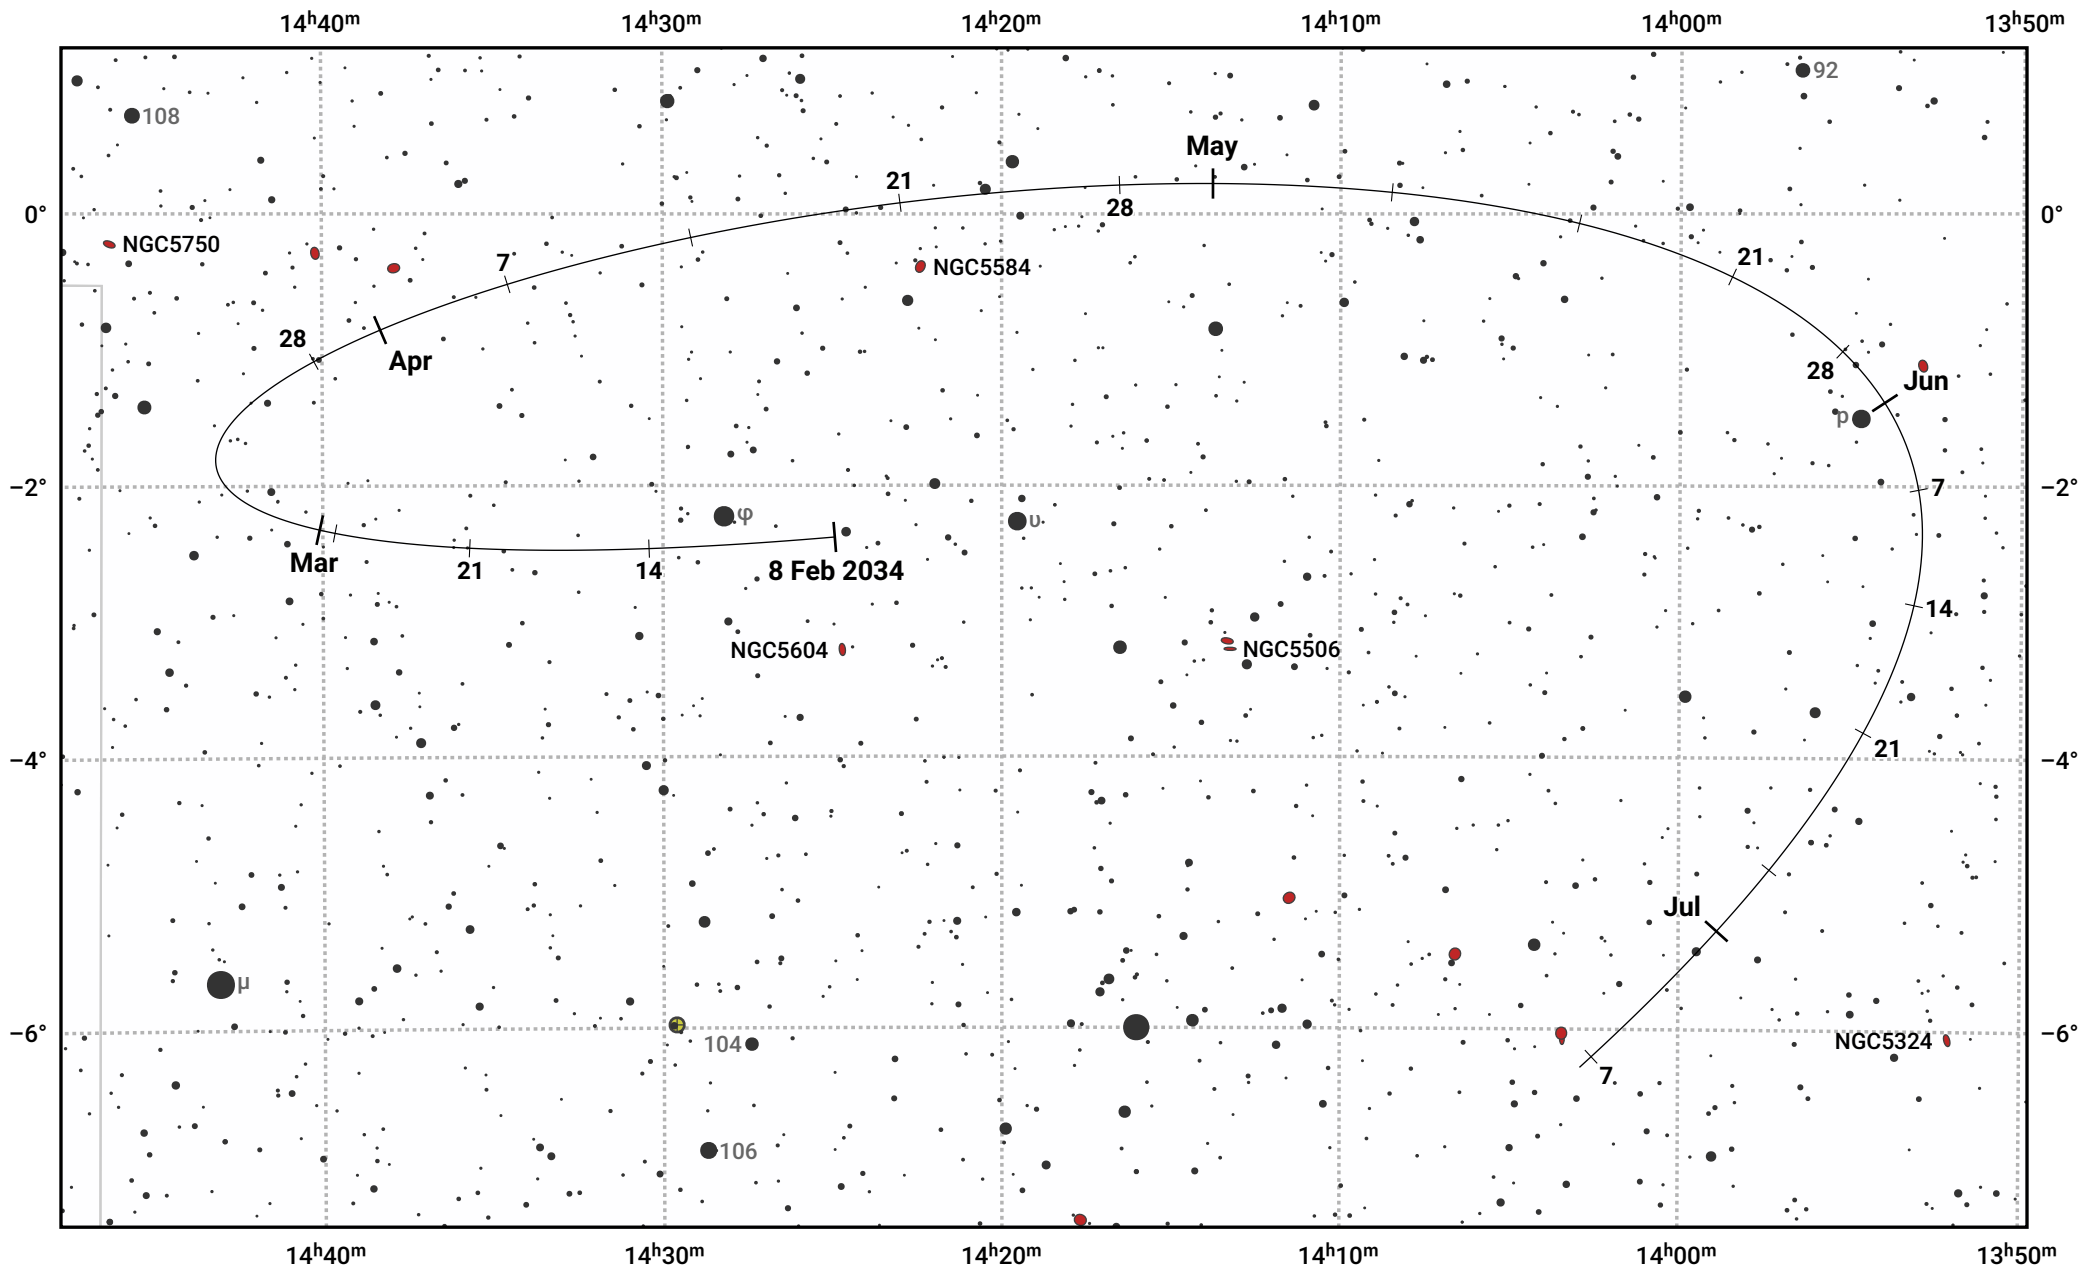 14ʰ40ᵐ 14ʰ30ᵐ 14ʰ20ᵐ 14ʰ10ᵐ 14ʰ00ᵐ 13ʰ50ᵐ
92
108
May
21
28
0° 0°
NGC5750
7
NGC5584
21
28
Apr
28
Jun
p
−2° 7 −2°
φ υ
Mar
21 14 8 Feb 2034
14
NGC5604 NGC5506
21
−4° −4°
Jul
μ
−6° −6°
104 NGC5324
7
106
14ʰ40ᵐ 14ʰ30ᵐ 14ʰ20ᵐ 14ʰ10ᵐ 14ʰ00ᵐ 13ʰ50ᵐ